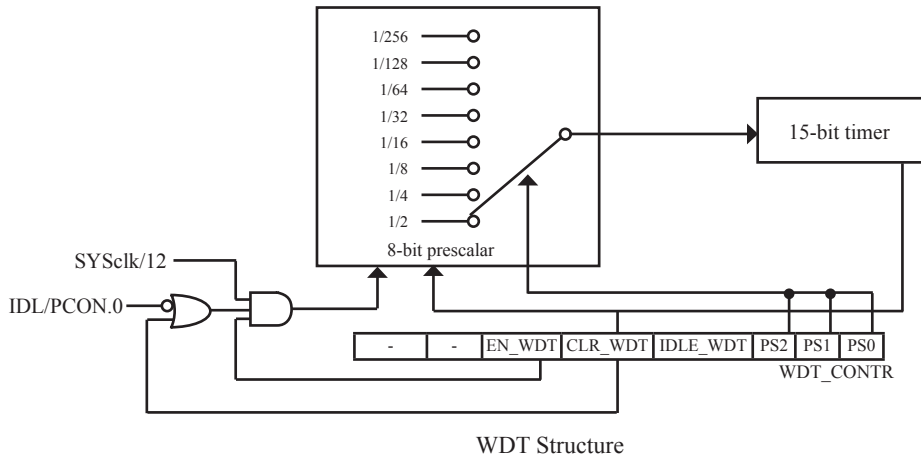 1/256
1/128
1/64
1/32
1/16
1/8
1/4
1/2
8-bit prescalar
15-bit timer
SYSclk/12
IDL/PCON.0
- - EN_WDT CLR_WDT IDLE_WDT PS2 PS1 PS0
WDT_CONTR
WDT Structure